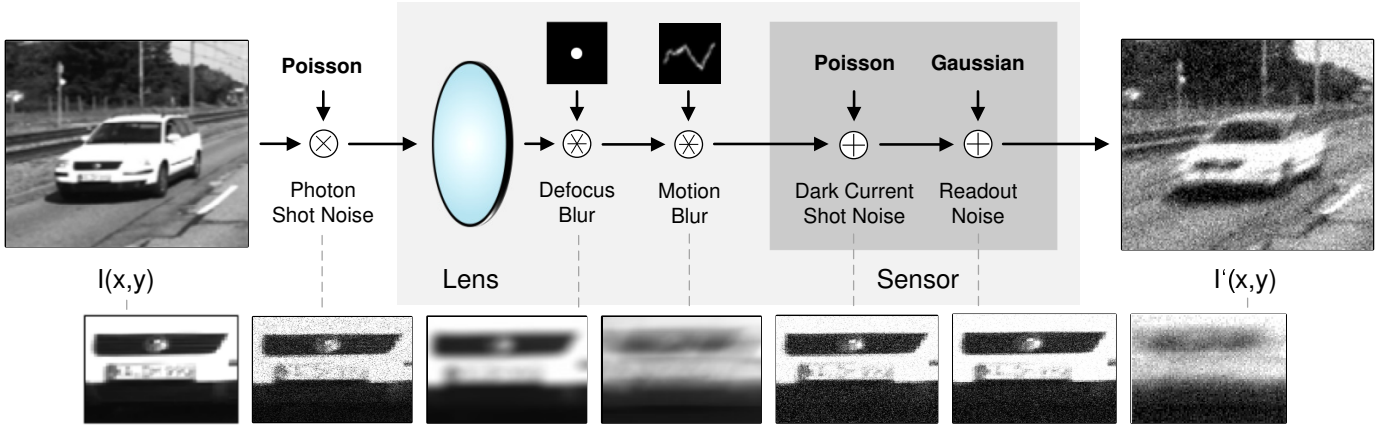 Poisson
Poisson
Gaussian
Photon
Shot Noise
Defocus
Blur
Motion
Blur
Dark Current
Shot Noise
Readout
Noise
I(x,y)
Lens
Sensor
I‘(x,y)